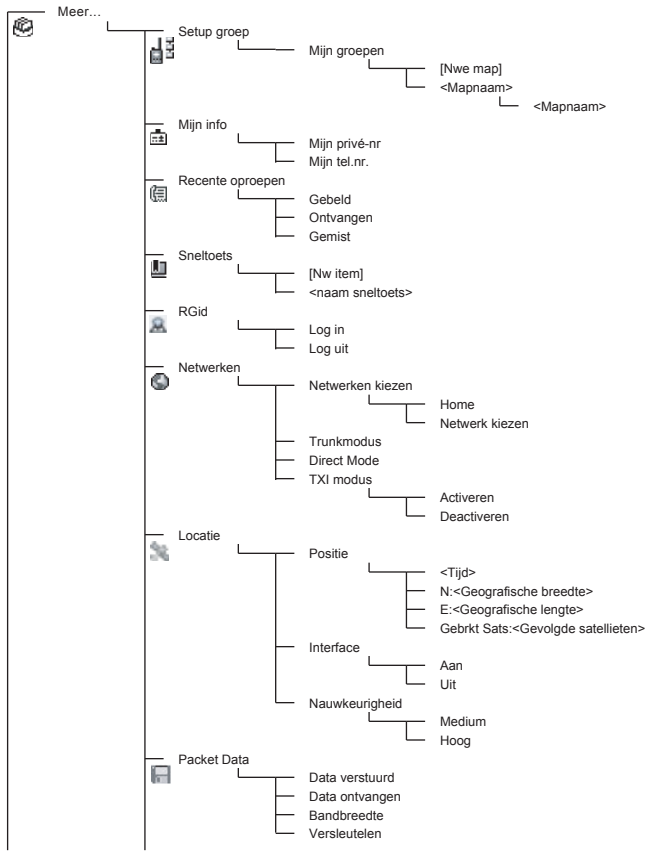 Meer...
Setup groep
Mijn groepen
[Nwe map]
<Mapnaam>
<Mapnaam>
Mijn info
Mijn privé-nr
Mijn tel.nr.
Recente oproepen
Gebeld
Ontvangen
Gemist
Sneltoets
[Nw item]
<naam sneltoets>
RGid
Log in
Log uit
Netwerken
Netwerken kiezen
Home
Netwerk kiezen
Trunkmodus
Direct Mode
TXI modus
Activeren
Deactiveren
Locatie
Positie
<Tijd>
N:<Geografische breedte>
E:<Geografische lengte>
Gebrkt Sats:<Gevolgde satellieten>
Interface
Aan
Uit
Nauwkeurigheid
Medium
Hoog
Packet Data
Data verstuurd
Data ontvangen
Bandbreedte
Versleutelen